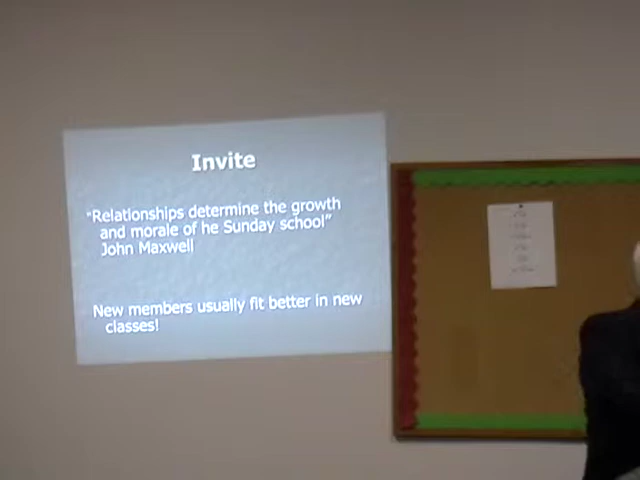 Invite
"Relationships determine the growth
and morale of he Sunday school"
John Maxwell
New members usually fit better in new
classes!